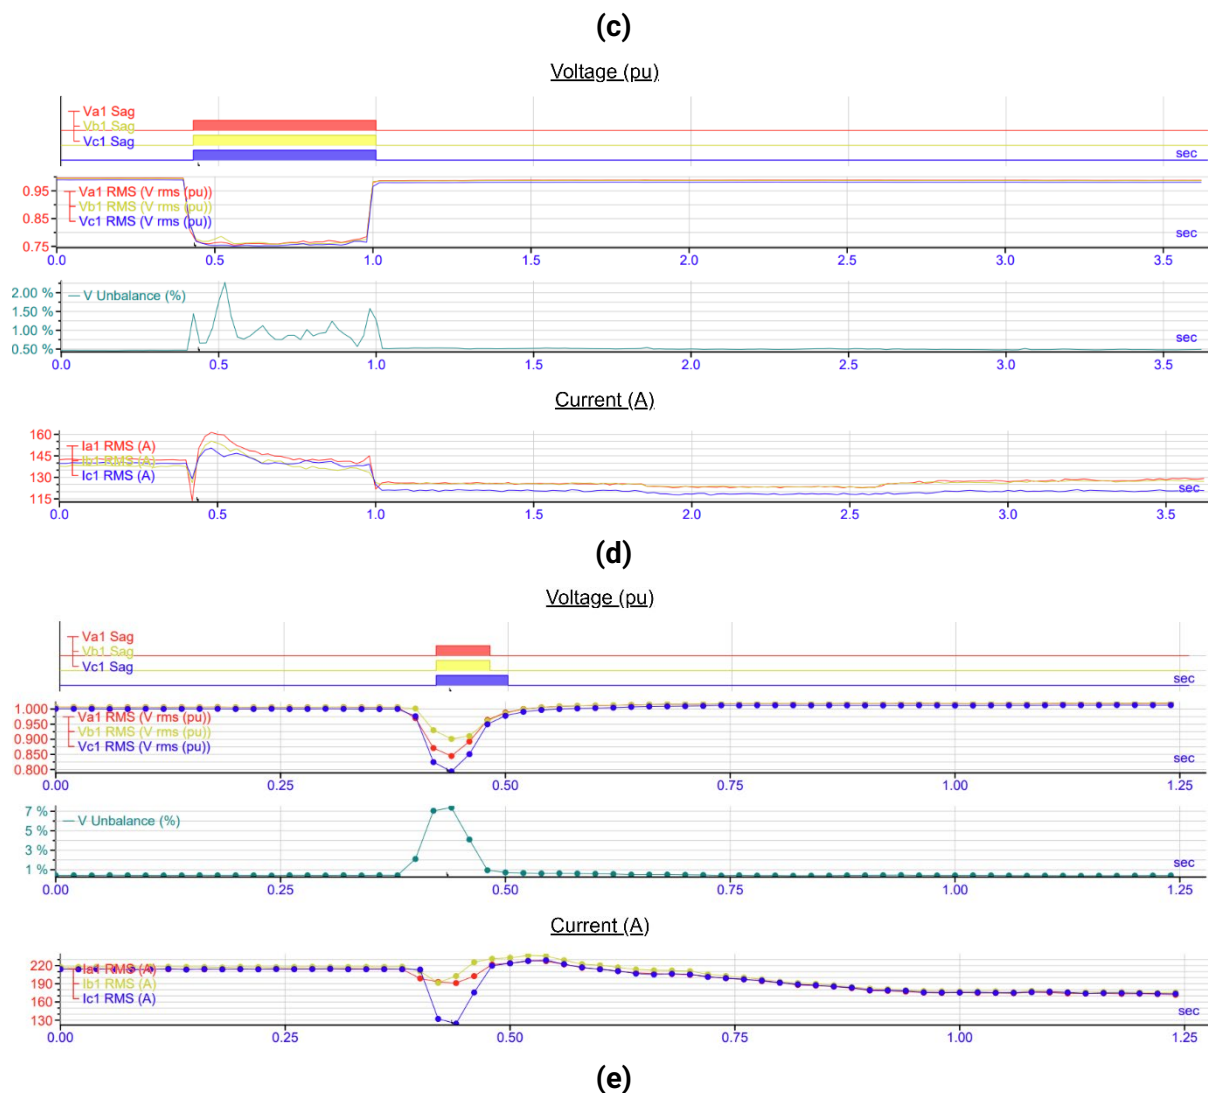 (c)
Voltage (pu)
Va1 Sag
Vb1 Sag
Vc1 Sag
sec
0.95
0.85
0.75
Va1 RMS (V rms (pu))
Vb1 RMS (V rms (pu))
Vc1 RMS (V rms (pu))
sec
0.0 0.5 1.0 1.5 2.0 2.5 3.0 3.5
2.00 %
1.50 %
1.00 %
0.50 %
V Unbalance (%)
sec
0.0 0.5 1.0 1.5 2.0 2.5 3.0 3.5
Current (A)
160
145
130
115
Ia1 RMS (A)
Ib1 RMS (A)
Ic1 RMS (A)
sec
0.0 0.5 1.0 1.5 2.0 2.5 3.0 3.5
(d)
Voltage (pu)
Va1 Sag
Vb1 Sag
Vc1 Sag
sec
1.000
0.950
0.900
0.850
0.800
Va1 RMS (V rms (pu))
Vb1 RMS (V rms (pu))
Vc1 RMS (V rms (pu))
sec
0.00 0.25 0.50 0.75 1.00 1.25
7 %
5 %
3 %
1 %
V Unbalance (%)
sec
0.00 0.25 0.50 0.75 1.00 1.25
Current (A)
220
190
160
130
Ia1 RMS (A)
Ib1 RMS (A)
Ic1 RMS (A)
sec
0.00 0.25 0.50 0.75 1.00 1.25
(e)